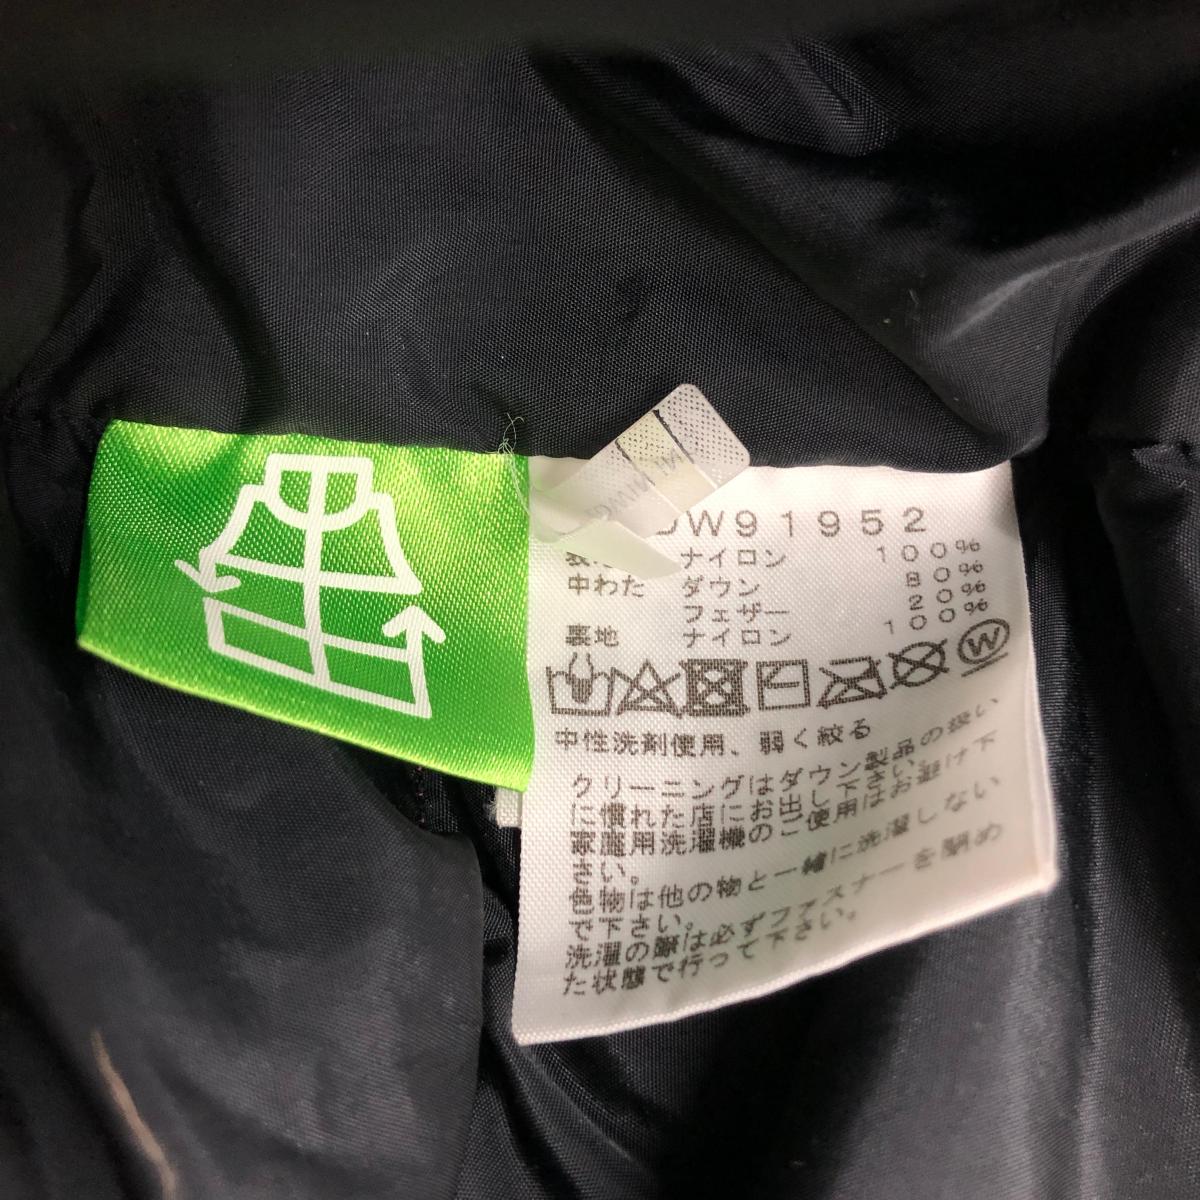 DW91952
ナイロン 100%
中わた ダウン 80%
フェザー 20%
裏地 ナイロン 100%
W
中性洗剤使用、弱く絞る
クリーニングはダウン製品の扱い
に慣れた店にお出し下さい。
家庭用洗濯機のご使用はお避け下
さい。
色物は他の物と一緒に洗濯しない
で下さい。
洗濯の際は必ずファスナーを閉め
た状態で行って下さい。